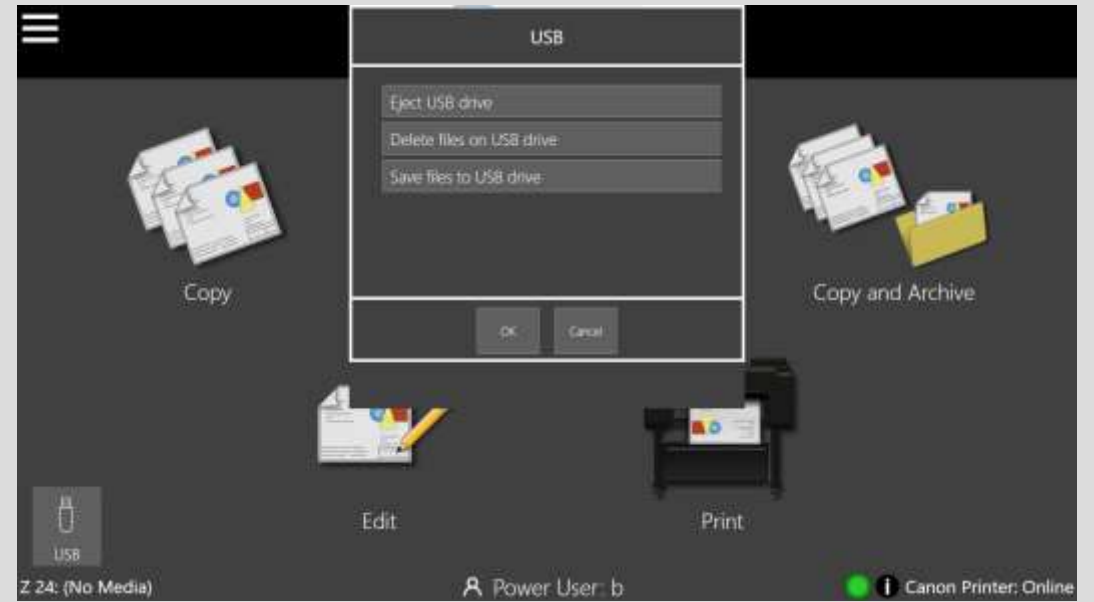 USB
Eject USB drive
Delete files on USB drive
Save files to USB drive
OK
Cancel
Copy
Copy and Archive
Edit
Print
USB
Z 24: (No Media)
Power User: b
Canon Printer: Online